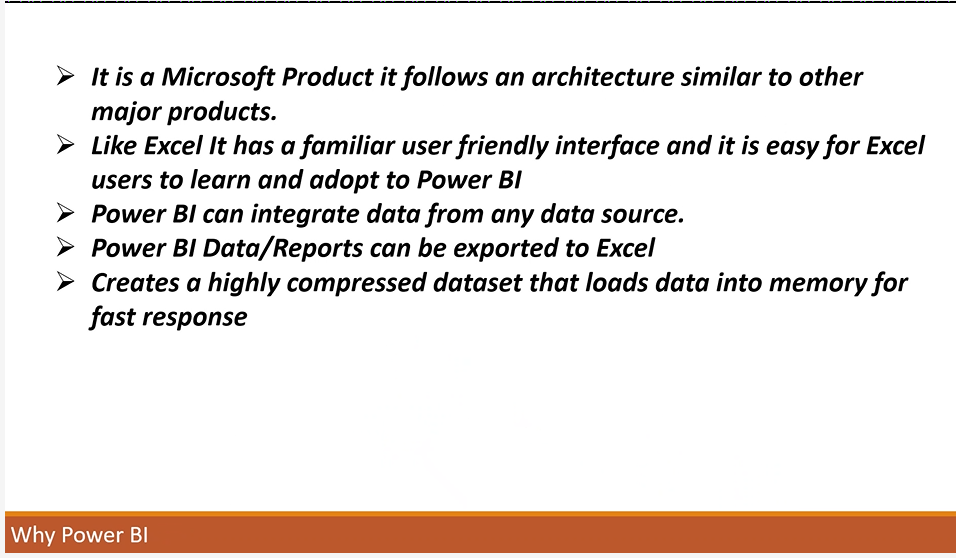 ➢ It is a Microsoft Product it follows an architecture similar to other
major products.
➢ Like Excel It has a familiar user friendly interface and it is easy for Excel
users to learn and adopt to Power BI
➢ Power BI can integrate data from any data source.
➢ Power BI Data/Reports can be exported to Excel
➢ Creates a highly compressed dataset that loads data into memory for
fast response
Why Power BI